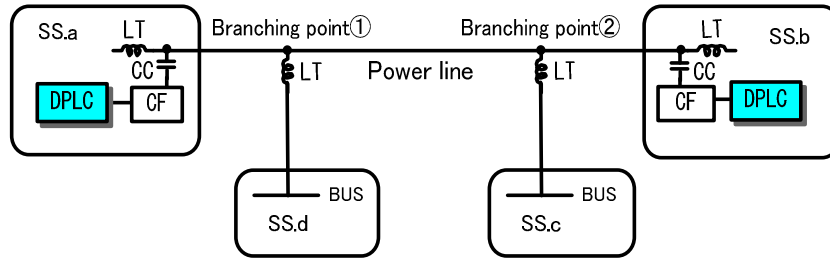 SS.a
LT
Branching point①
Branching point②
LT
SS.b
CC
LT
Power line
LT
CC
DPLC
CF
CF
DPLC
BUS
SS.d
BUS
SS.c